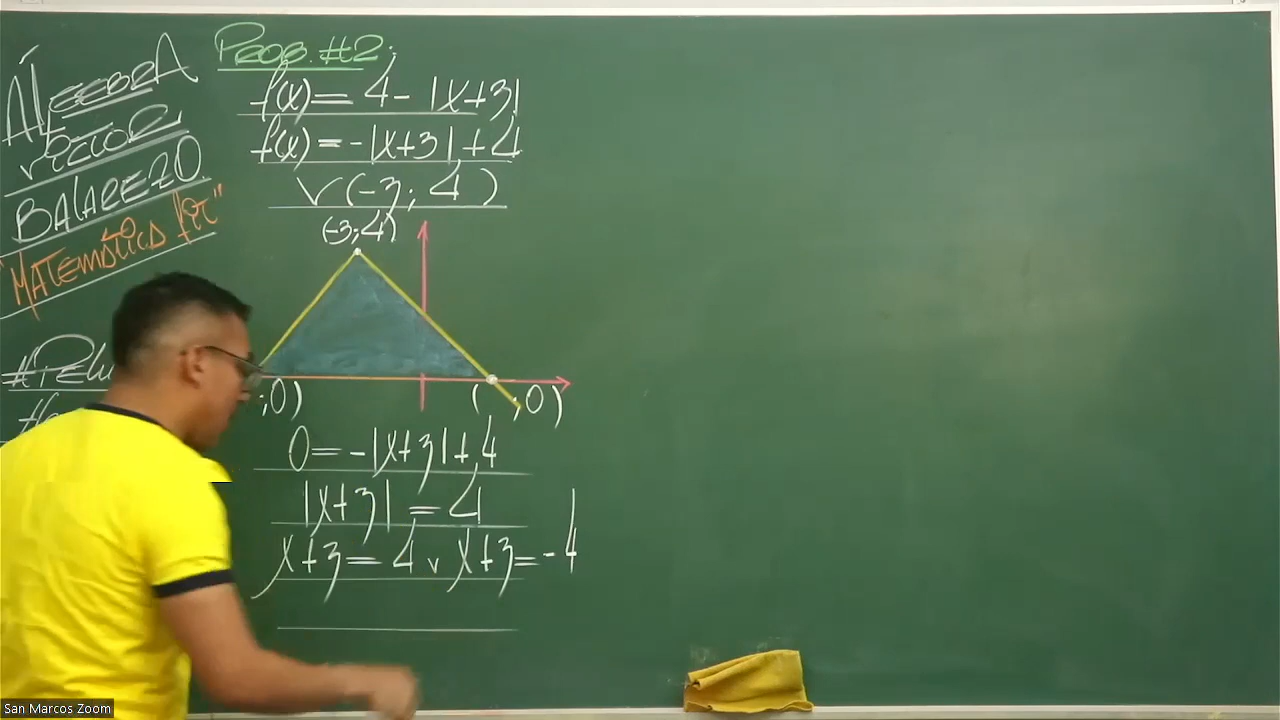 ÁLGEBRA
VÍCTOR
BALAREZO.
"MATEMÁTICA
PROB. #2;
f(x) = 4 - |x+3|
f(x) = -|x+3| + 4
V(-3; 4)
(-3; 4)
;0) ( ;0)
0 = -|x+3| + 4
|x+3| = 4
x+3 = 4 v x+3 = -4
San Marcos Zoom